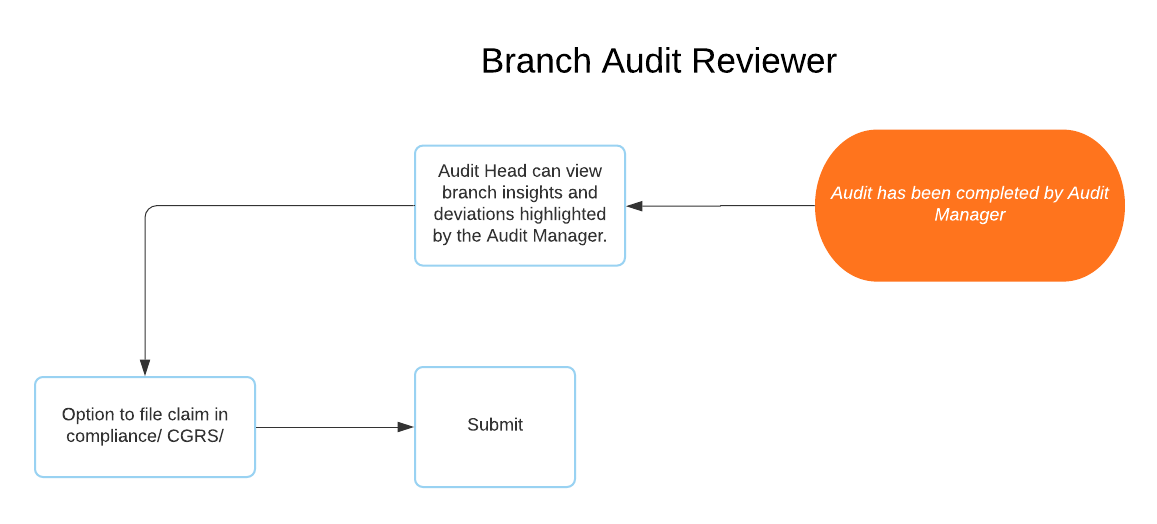 Branch Audit Reviewer
Audit has been completed by Audit
Manager
Audit Head can view
branch insights and
deviations highlighted
by the Audit Manager.
Option to file claim in
compliance/ CGRS/
Submit